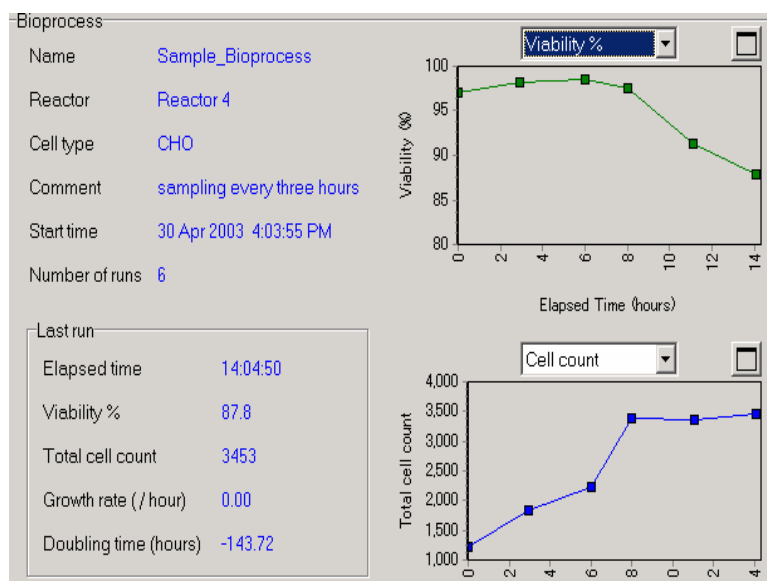 Bioprocess
Name Sample_Bioprocess
Reactor Reactor 4
Cell type CHO
Comment sampling every three hours
Start time 30 Apr 2003 4:03:55 PM
Number of runs 6
Last run
Elapsed time 14:04:50
Viability % 87.8
Total cell count 3453
Growth rate ( / hour) 0.00
Doubling time (hours) -143.72
Viability %
100
95
90
85
80
Viability (%)
0 2 4 6 8 10 12 14
Elapsed Time (hours)
Cell count
4,000
3,500
3,000
2,500
2,000
1,500
1,000
Total cell count
0 2 4 6 8 0 2 4